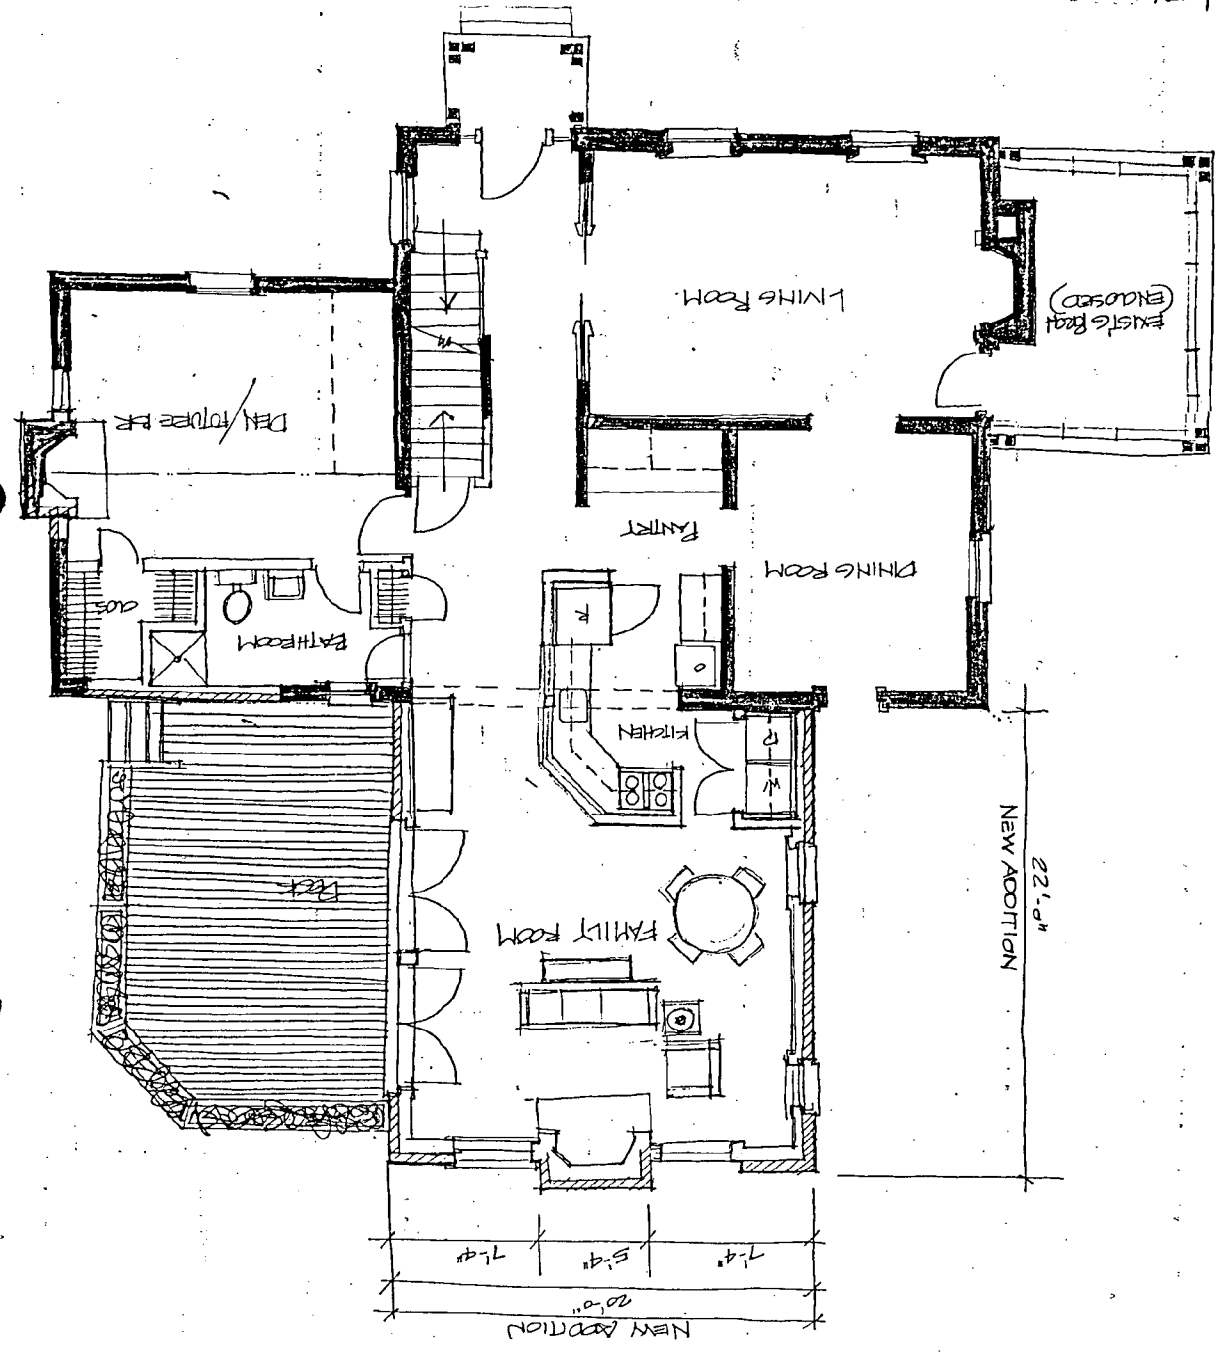 NEW ADDITION
20'-0"
7'-4" 5'-4" 7'-4"
22'-0"
NEW ADDITION
FAMILY ROOM
DECK
W
D
KITCHEN
BATHROOM
CLOS
R
DINING ROOM
PANTRY
DEN/FUTURE BR
LIVING ROOM
EXIST'G
(ENCLOSED)